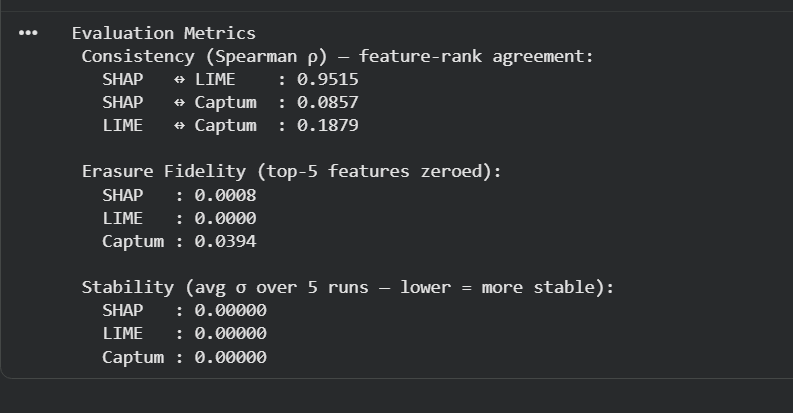 ••• Evaluation Metrics
Consistency (Spearman ρ) — feature-rank agreement:
SHAP ↔ LIME : 0.9515
SHAP ↔ Captum : 0.0857
LIME ↔ Captum : 0.1879
Erasure Fidelity (top-5 features zeroed):
SHAP : 0.0008
LIME : 0.0000
Captum : 0.0394
Stability (avg σ over 5 runs — lower = more stable):
SHAP : 0.00000
LIME : 0.00000
Captum : 0.00000